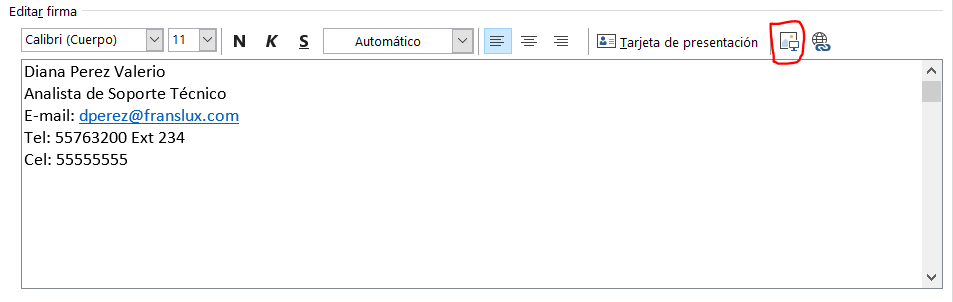 Editar firma
Calibri (Cuerpo) 11 N K S Automático Tarjeta de presentación
Diana Perez Valerio
Analista de Soporte Técnico
E-mail: dperez@franslux.com
Tel: 55763200 Ext 234
Cel: 55555555